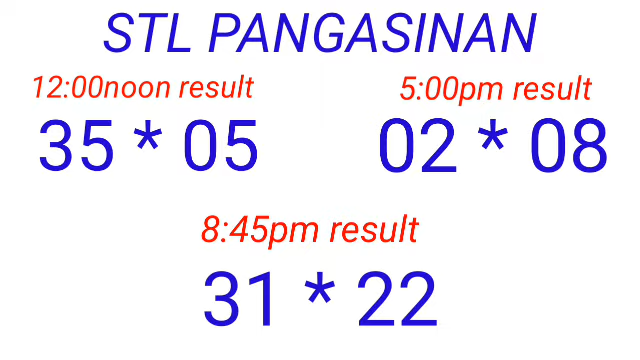 STL PANGASINAN
12:00noon result
35 * 05
5:00pm result
02 * 08
8:45pm result
31 * 22